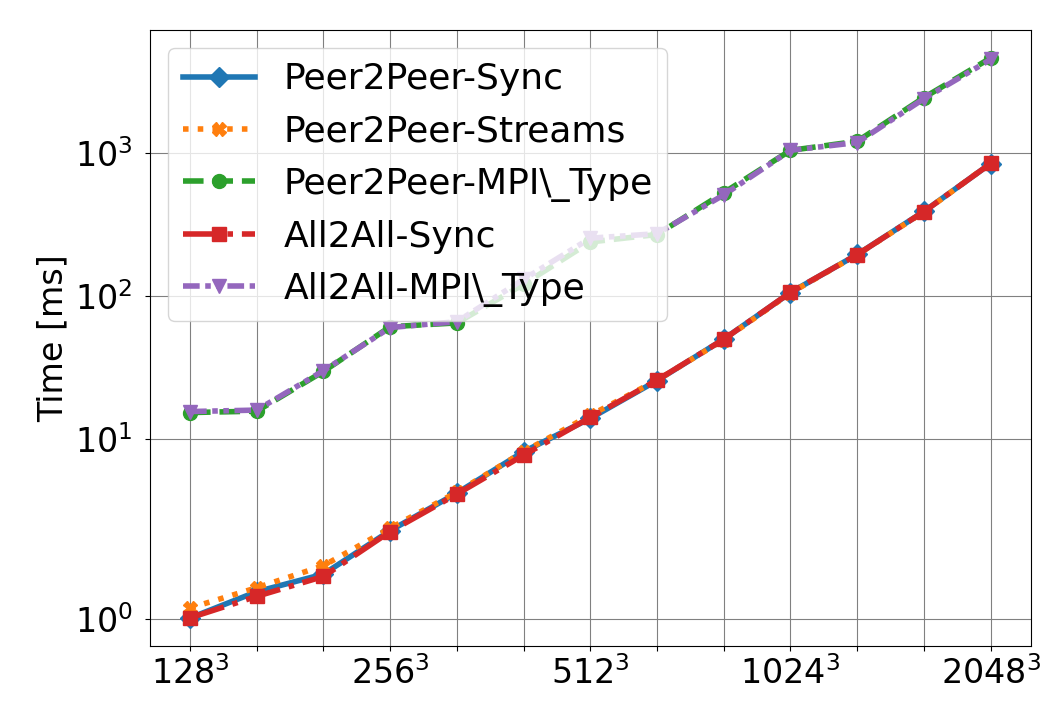 Peer2Peer-Sync
Peer2Peer-Streams
Peer2Peer-MPI\_Type
All2All-Sync
All2All-MPI\_Type
Time [ms]
10³
10²
10¹
10⁰
128³ 256³ 512³ 1024³ 2048³